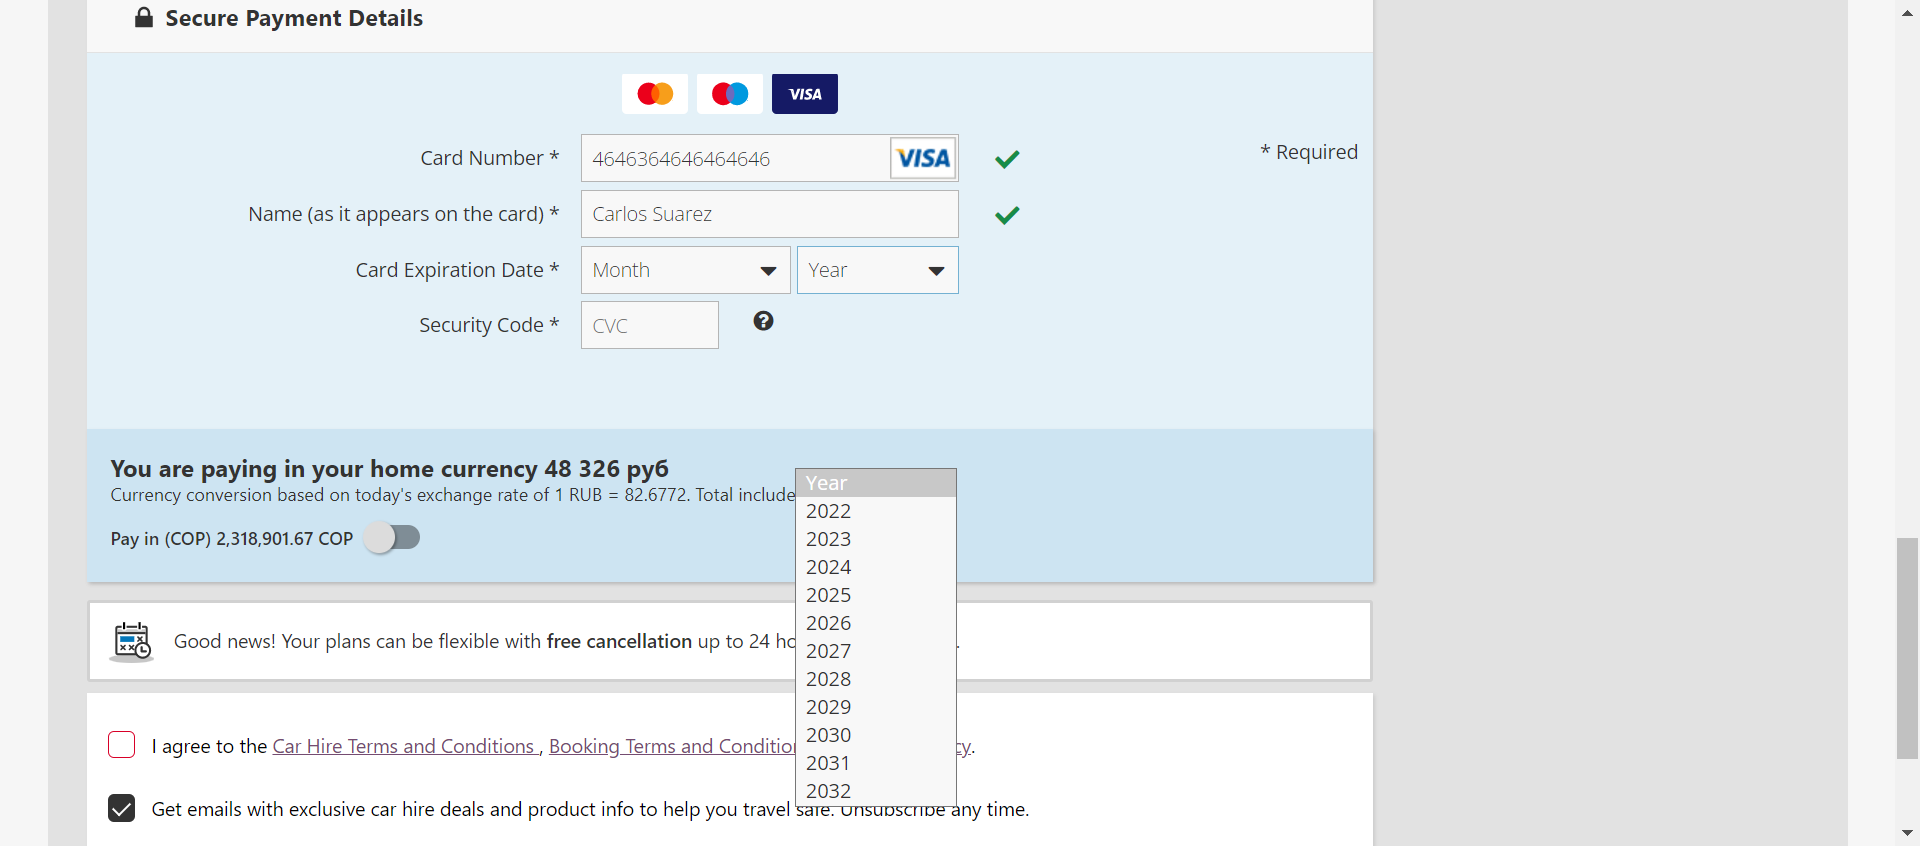 Secure Payment Details
VISA
Card Number *
4646364646464646
VISA
* Required
Name (as it appears on the card) *
Carlos Suarez
Card Expiration Date *
Month
Year
Security Code *
CVC
You are paying in your home currency 48 326 руб
Currency conversion based on today's exchange rate of 1 RUB = 82.6772. Total include
Pay in (COP) 2,318,901.67 COP
Year
2022
2023
2024
2025
2026
2027
2028
2029
2030
2031
2032
Good news! Your plans can be flexible with free cancellation up to 24 ho
I agree to the Car Hire Terms and Conditions , Booking Terms and Condition cy.
Get emails with exclusive car hire deals and product info to help you travel safe. Unsubscribe any time.